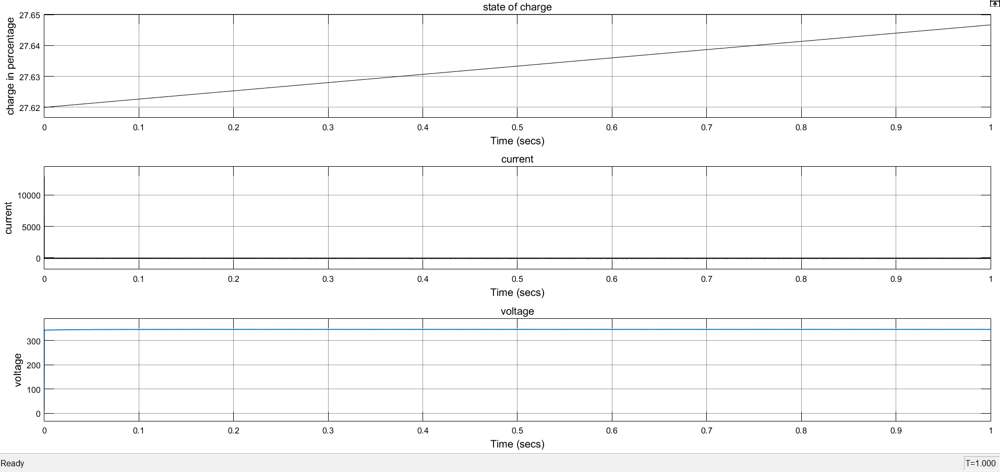 state of charge
charge in percentage
27.65
27.64
27.63
27.62
0 0.1 0.2 0.3 0.4 0.5 0.6 0.7 0.8 0.9 1
Time (secs)
current
current
10000
5000
0
0 0.1 0.2 0.3 0.4 0.5 0.6 0.7 0.8 0.9 1
Time (secs)
voltage
voltage
300
200
100
0
0 0.1 0.2 0.3 0.4 0.5 0.6 0.7 0.8 0.9 1
Time (secs)
Ready T=1.000